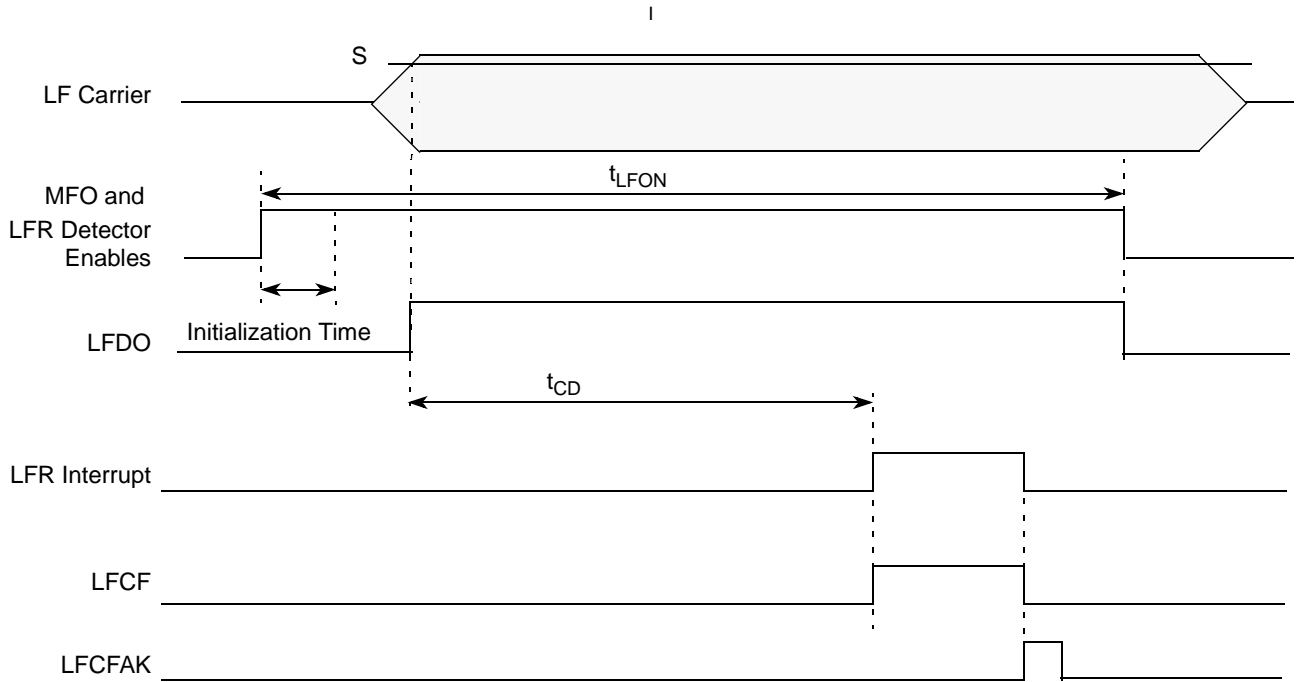 S
LF Carrier
tLFON
MFO and
LFR Detector
Enables
Initialization Time
LFDO
tCD
LFR Interrupt
LFCF
LFCFAK